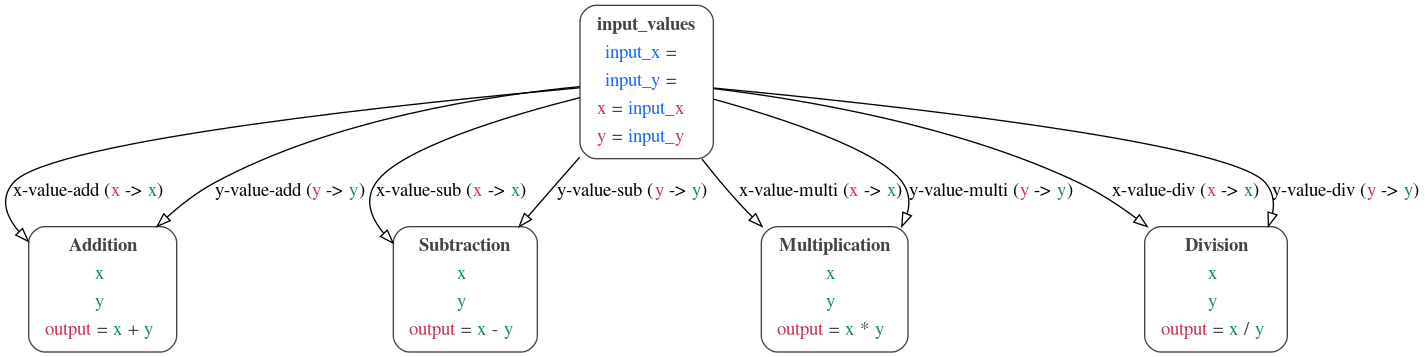 input_values
input_x =
input_y =
x = input_x
y = input_y
x-value-add (x -> x)
y-value-add (y -> y)
x-value-sub (x -> x)
y-value-sub (y -> y)
x-value-multi (x -> x)
y-value-multi (y -> y)
x-value-div (x -> x)
y-value-div (y -> y)
Addition
x
y
output = x + y
Subtraction
x
y
output = x - y
Multiplication
x
y
output = x * y
Division
x
y
output = x / y